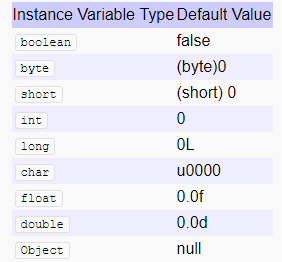 Instance Variable Type Default Value
boolean false
byte (byte)0
short (short) 0
int 0
long 0L
char u0000
float 0.0f
double 0.0d
Object null